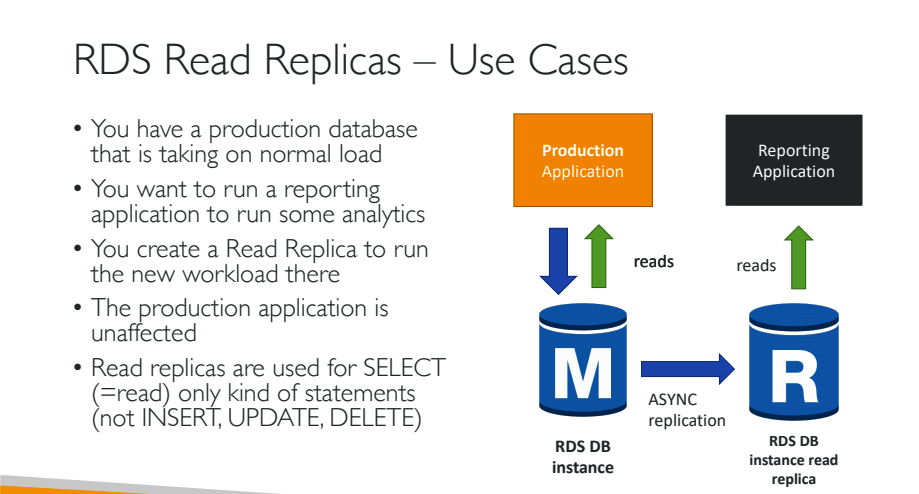 RDS Read Replicas – Use Cases
• You have a production database
that is taking on normal load
• You want to run a reporting
application to run some analytics
• You create a Read Replica to run
the new workload there
• The production application is
unaffected
• Read replicas are used for SELECT
(=read) only kind of statements
(not INSERT, UPDATE, DELETE)
Production
Application
Reporting
Application
reads
reads
M
R
ASYNC
replication
RDS DB
instance
RDS DB
instance read
replica